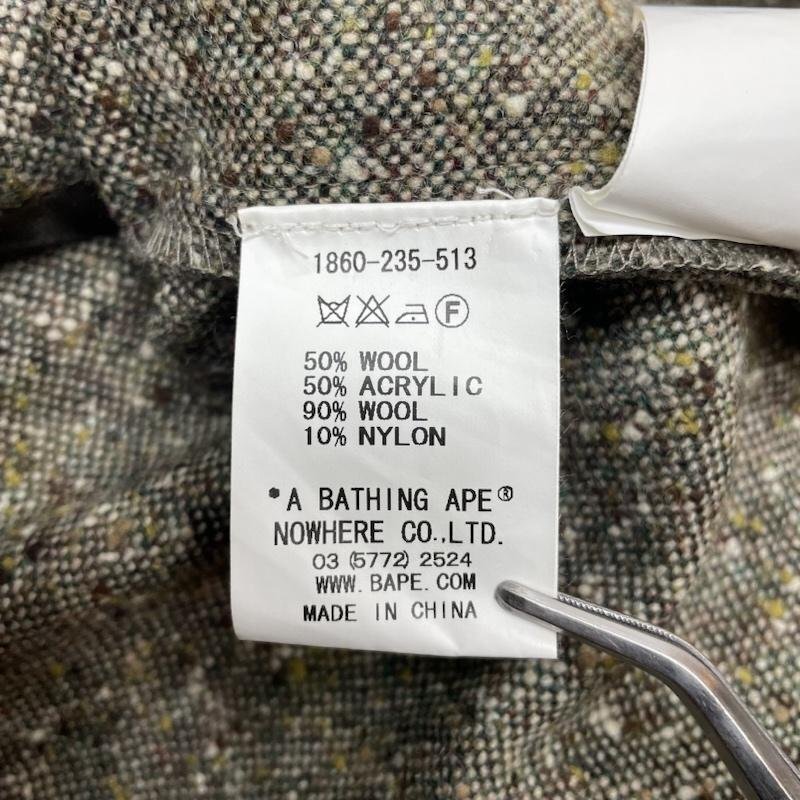 1860-235-513
F
50% WOOL
50% ACRYLIC
90% WOOL
10% NYLON
*A BATHING APE®
NOWHERE CO.,LTD.
03 (5772) 2524
WWW. BAPE. COM
MADE IN CHINA